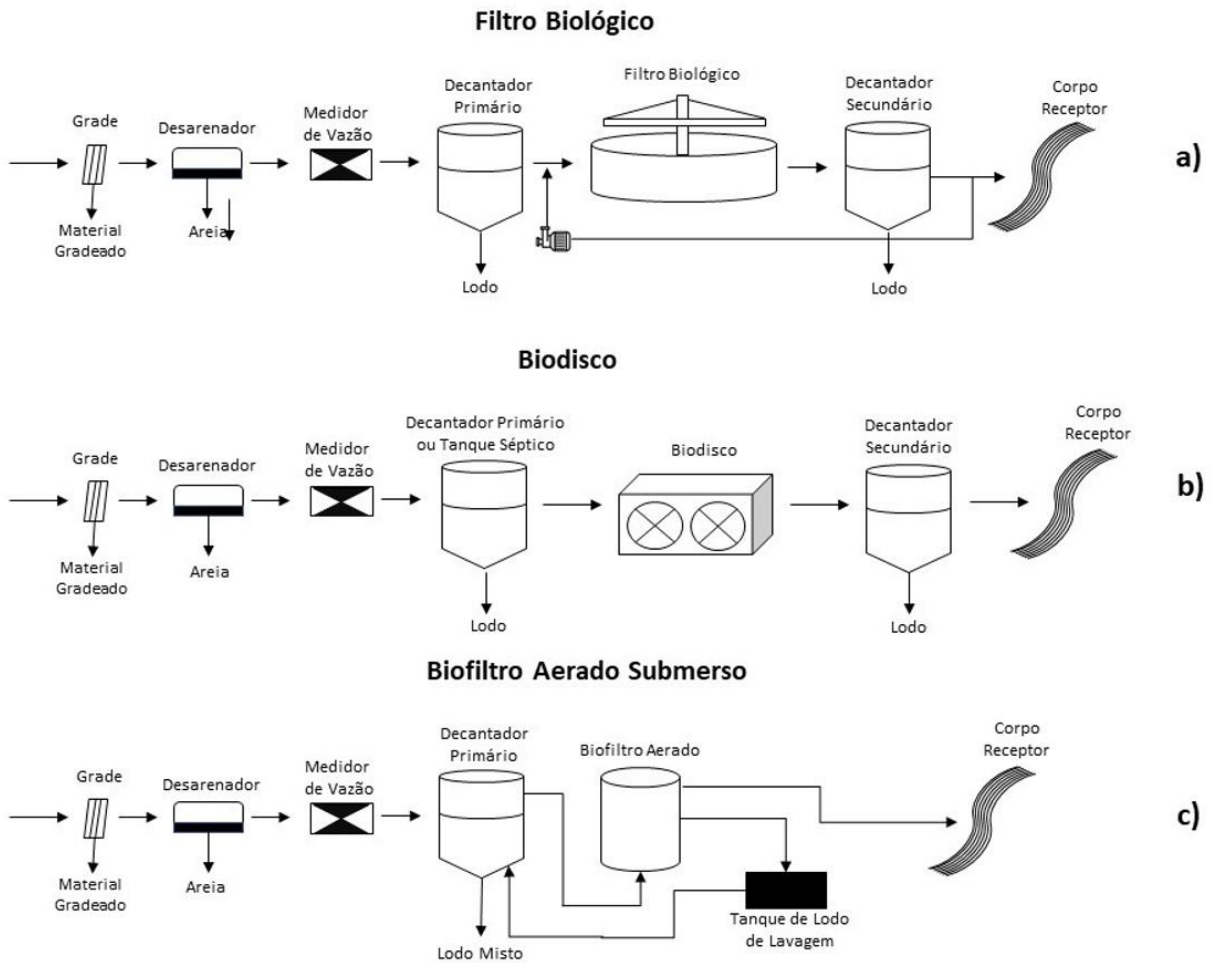 Filtro Biológico
Grade
Desarenador
Medidor
de Vazão
Decantador
Primário
Filtro Biológico
Decantador
Secundário
Corpo
Receptor
a)
Material
Gradeado
Areia
Lodo
Lodo
Biodisco
Grade
Desarenador
Medidor
de Vazão
Decantador Primário
ou Tanque Séptico
Biodisco
Decantador
Secundário
Corpo
Receptor
b)
Material
Gradeado
Areia
Lodo
Lodo
Biofiltro Aerado Submerso
Grade
Desarenador
Medidor
de Vazão
Decantador
Primário
Biofiltro Aerado
Corpo
Receptor
c)
Material
Gradeado
Areia
Lodo Misto
Tanque de Lodo
de Lavagem